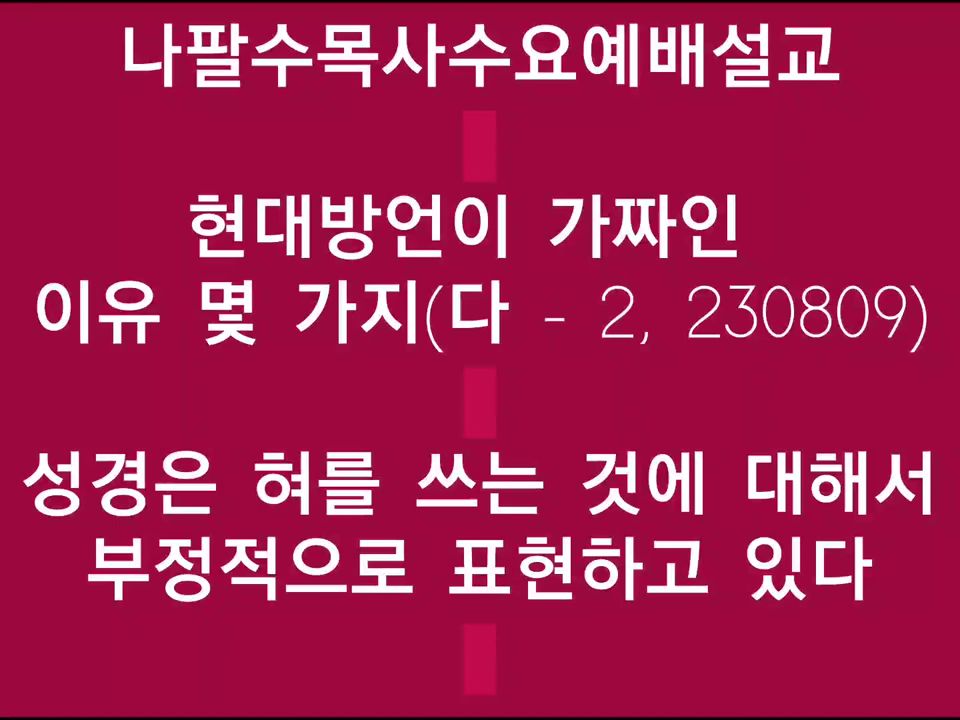 나팔수목사수요예배설교
현대방언이 가짜인
이유 몇 가지(다 - 2, 230809)
성경은 혀를 쓰는 것에 대해서
부정적으로 표현하고 있다